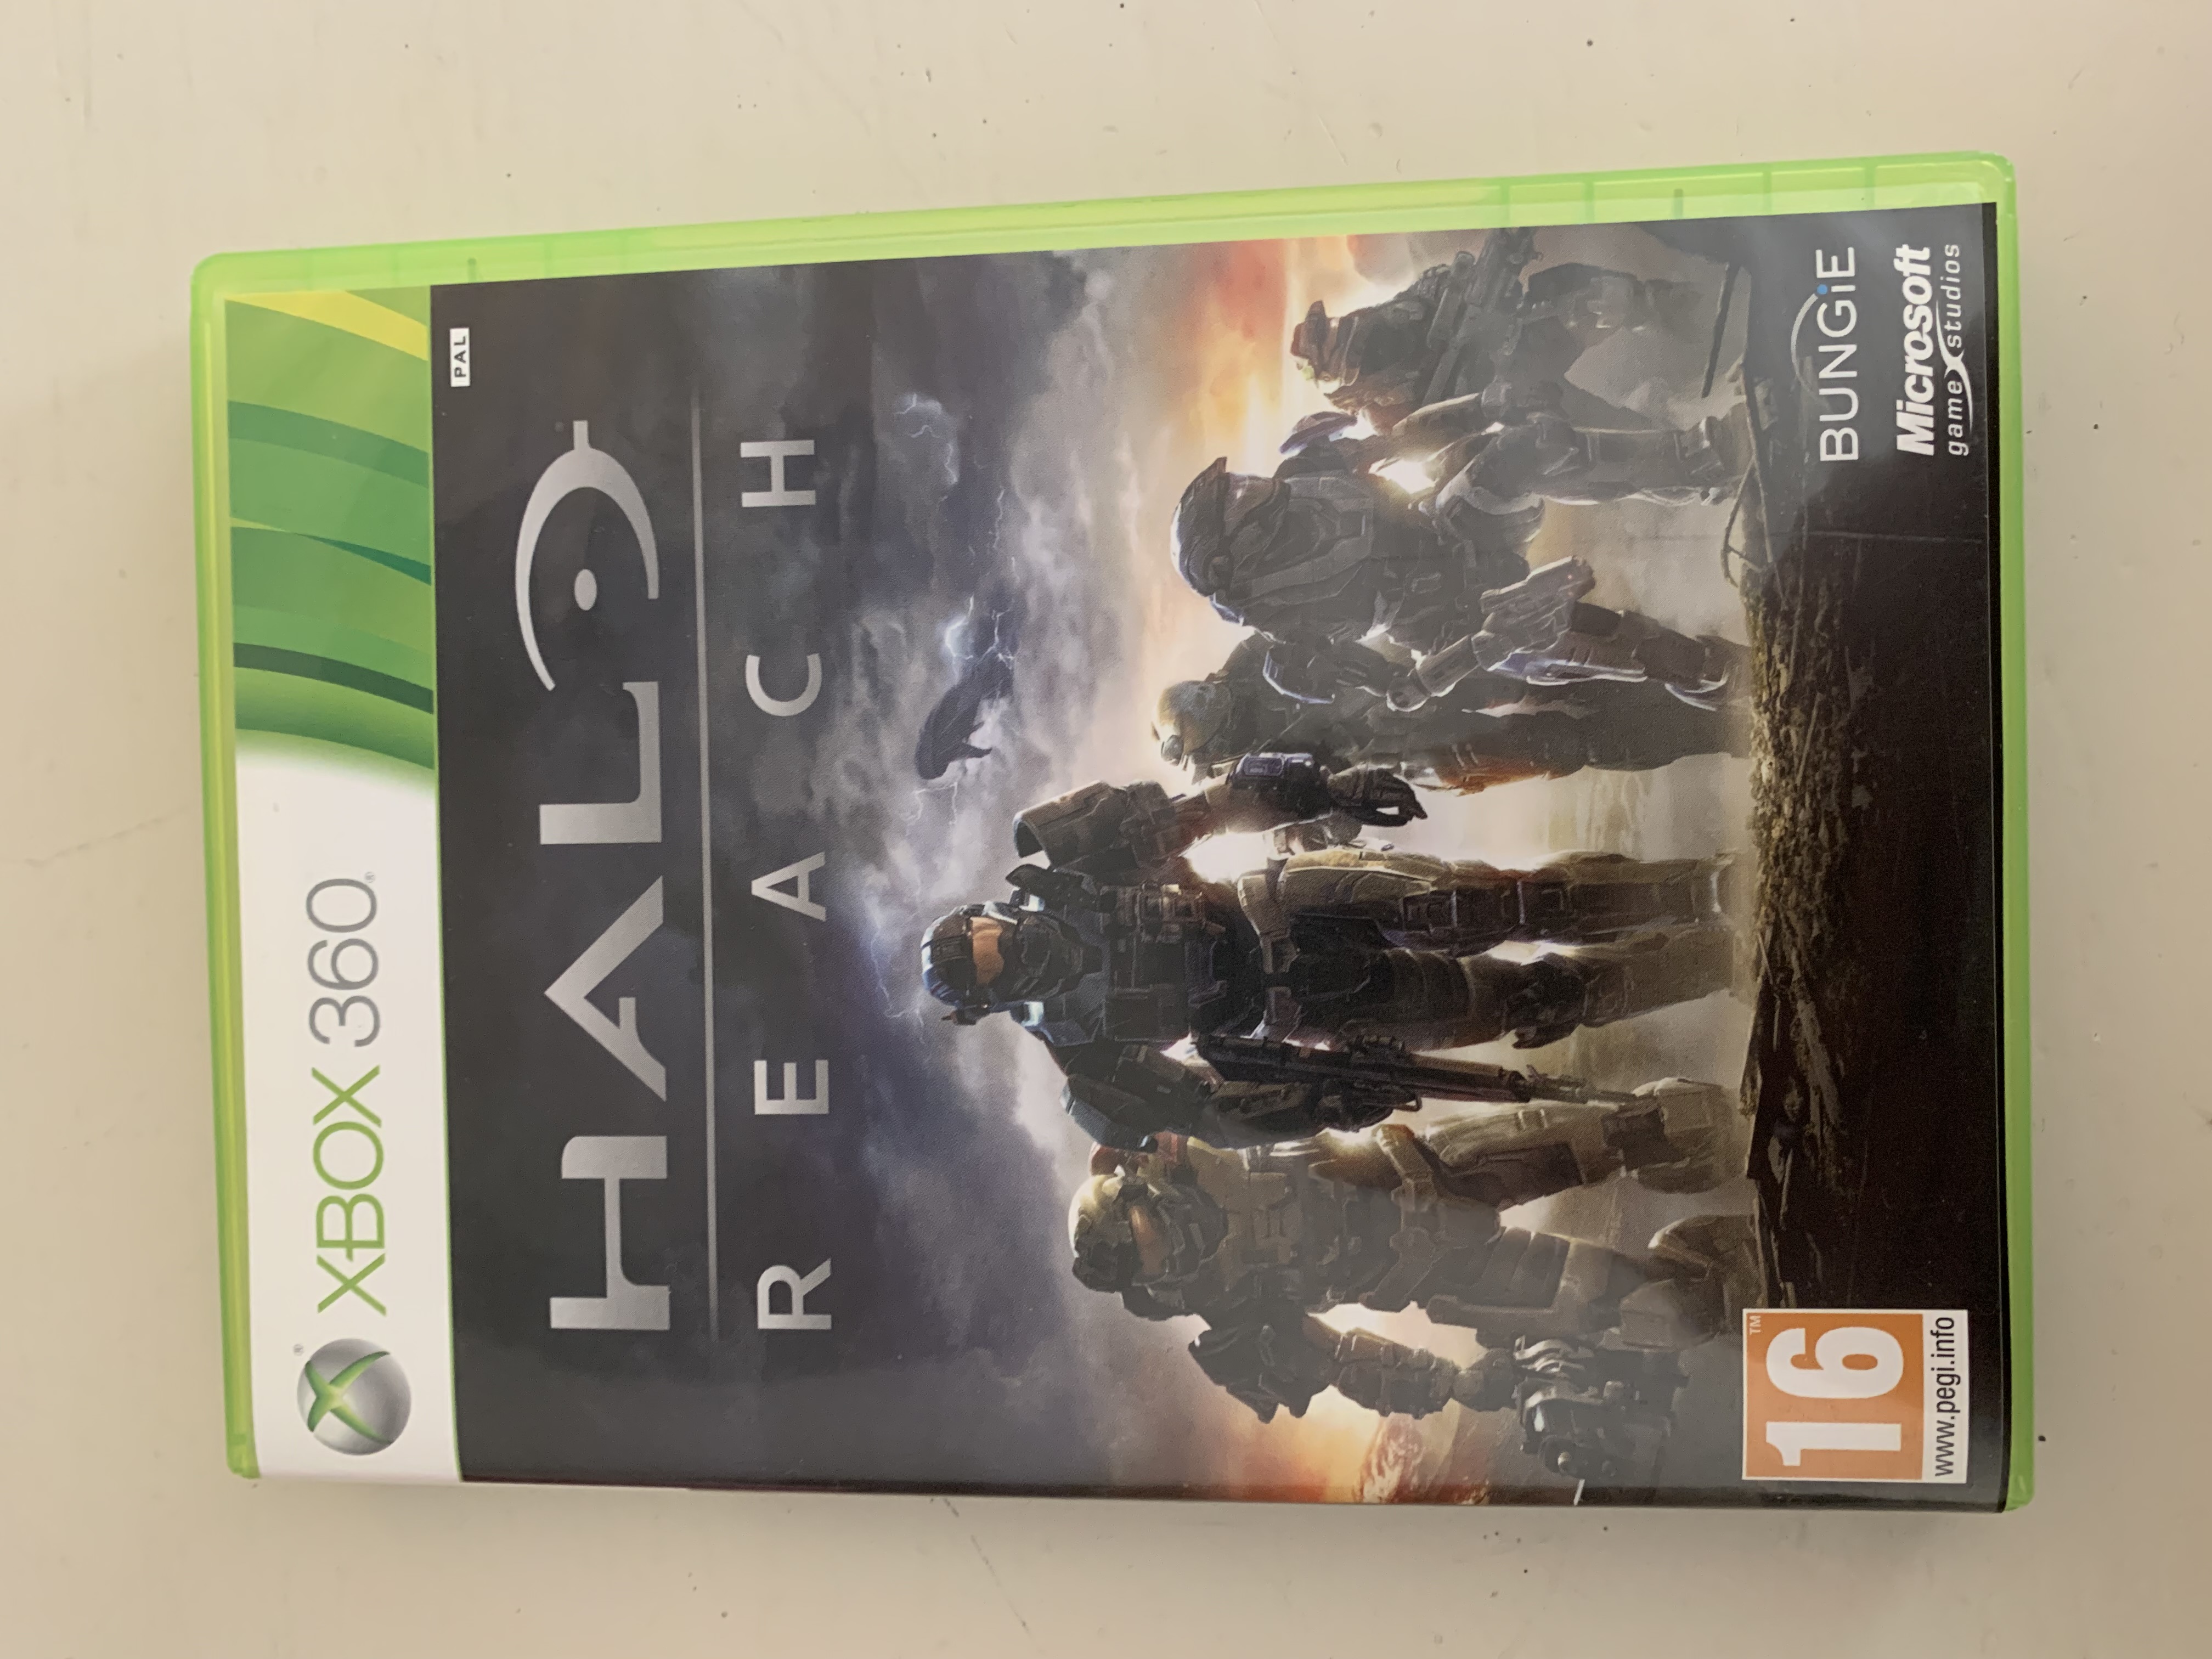 XBOX 360
PAL
HALO
REACH
16
www.pegi.info
BUNGiE
Microsoft
game studios